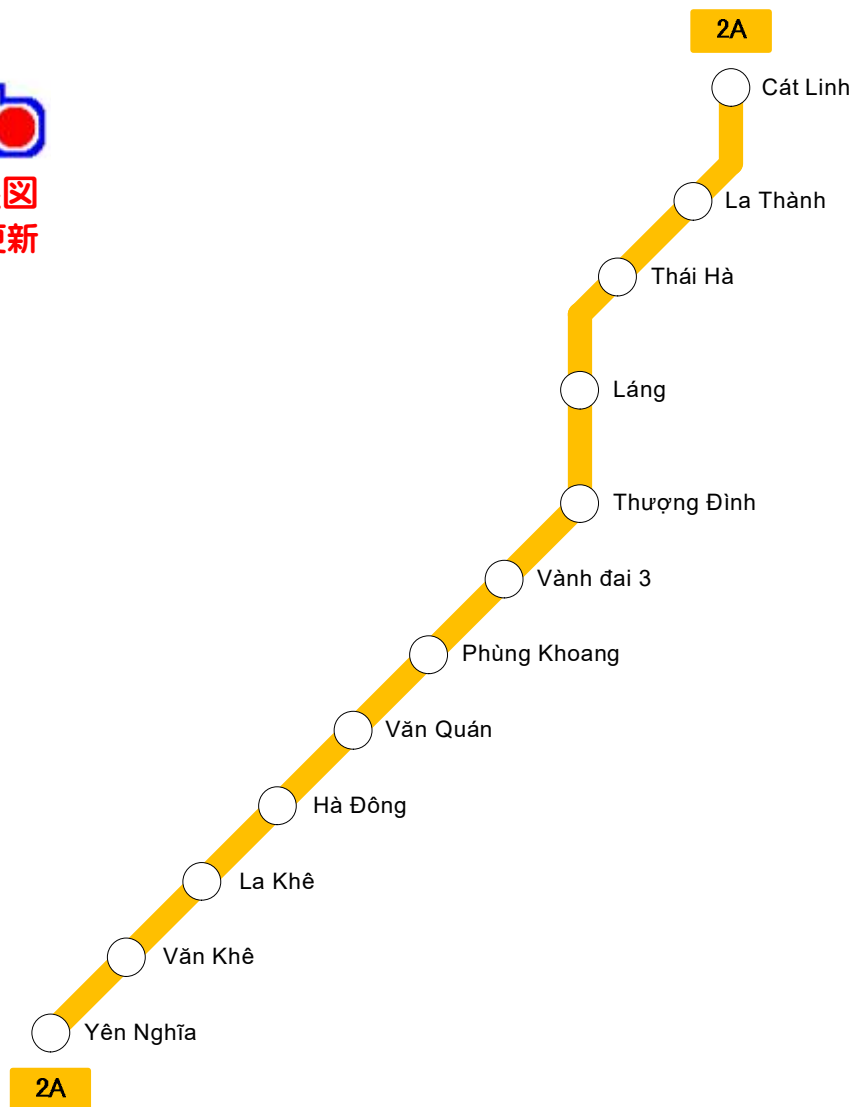 2A
Cát Linh
La Thành
図
更新
Thái Hà
Láng
Thượng Đình
Vành đai 3
Phùng Khoang
Văn Quán
Hà Đông
La Khê
Văn Khê
Yên Nghĩa
2A